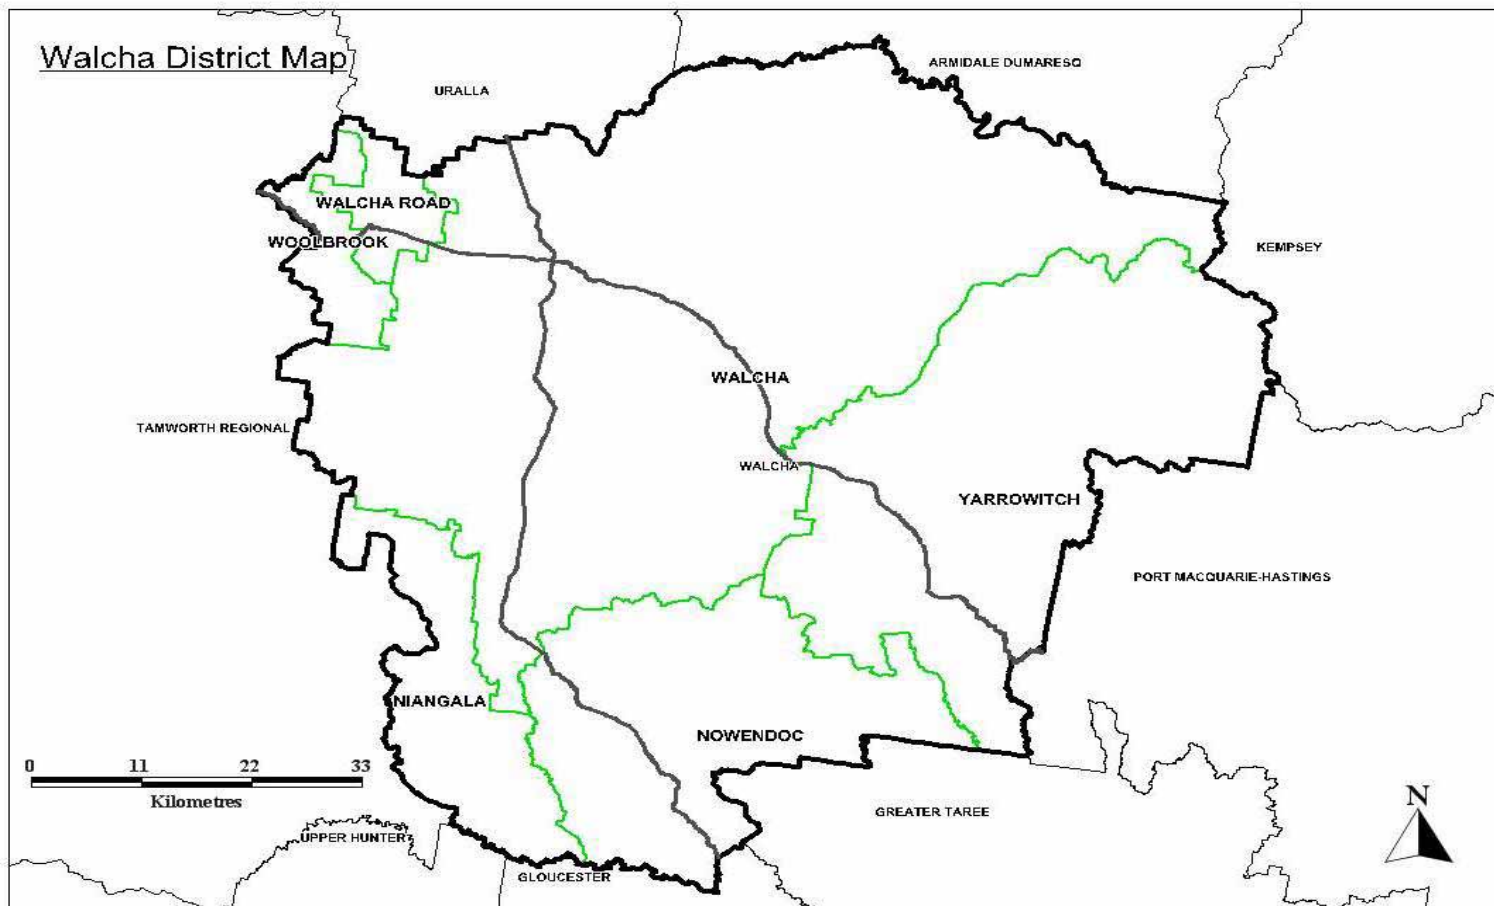 Walcha District Map
ARMIDALE DUMARESQ
URALLA
WALCHA ROAD
WOOLBROOK
KEMPSEY
WALCHA
TAMWORTH REGIONAL
WALCHA
YARROWITCH
PORT MACQUARIE-HASTINGS
NIANGALA
NOWENDOC
0 11 22 33
Kilometres
N
GREATER TAREE
UPPER HUNTER
GLOUCESTER